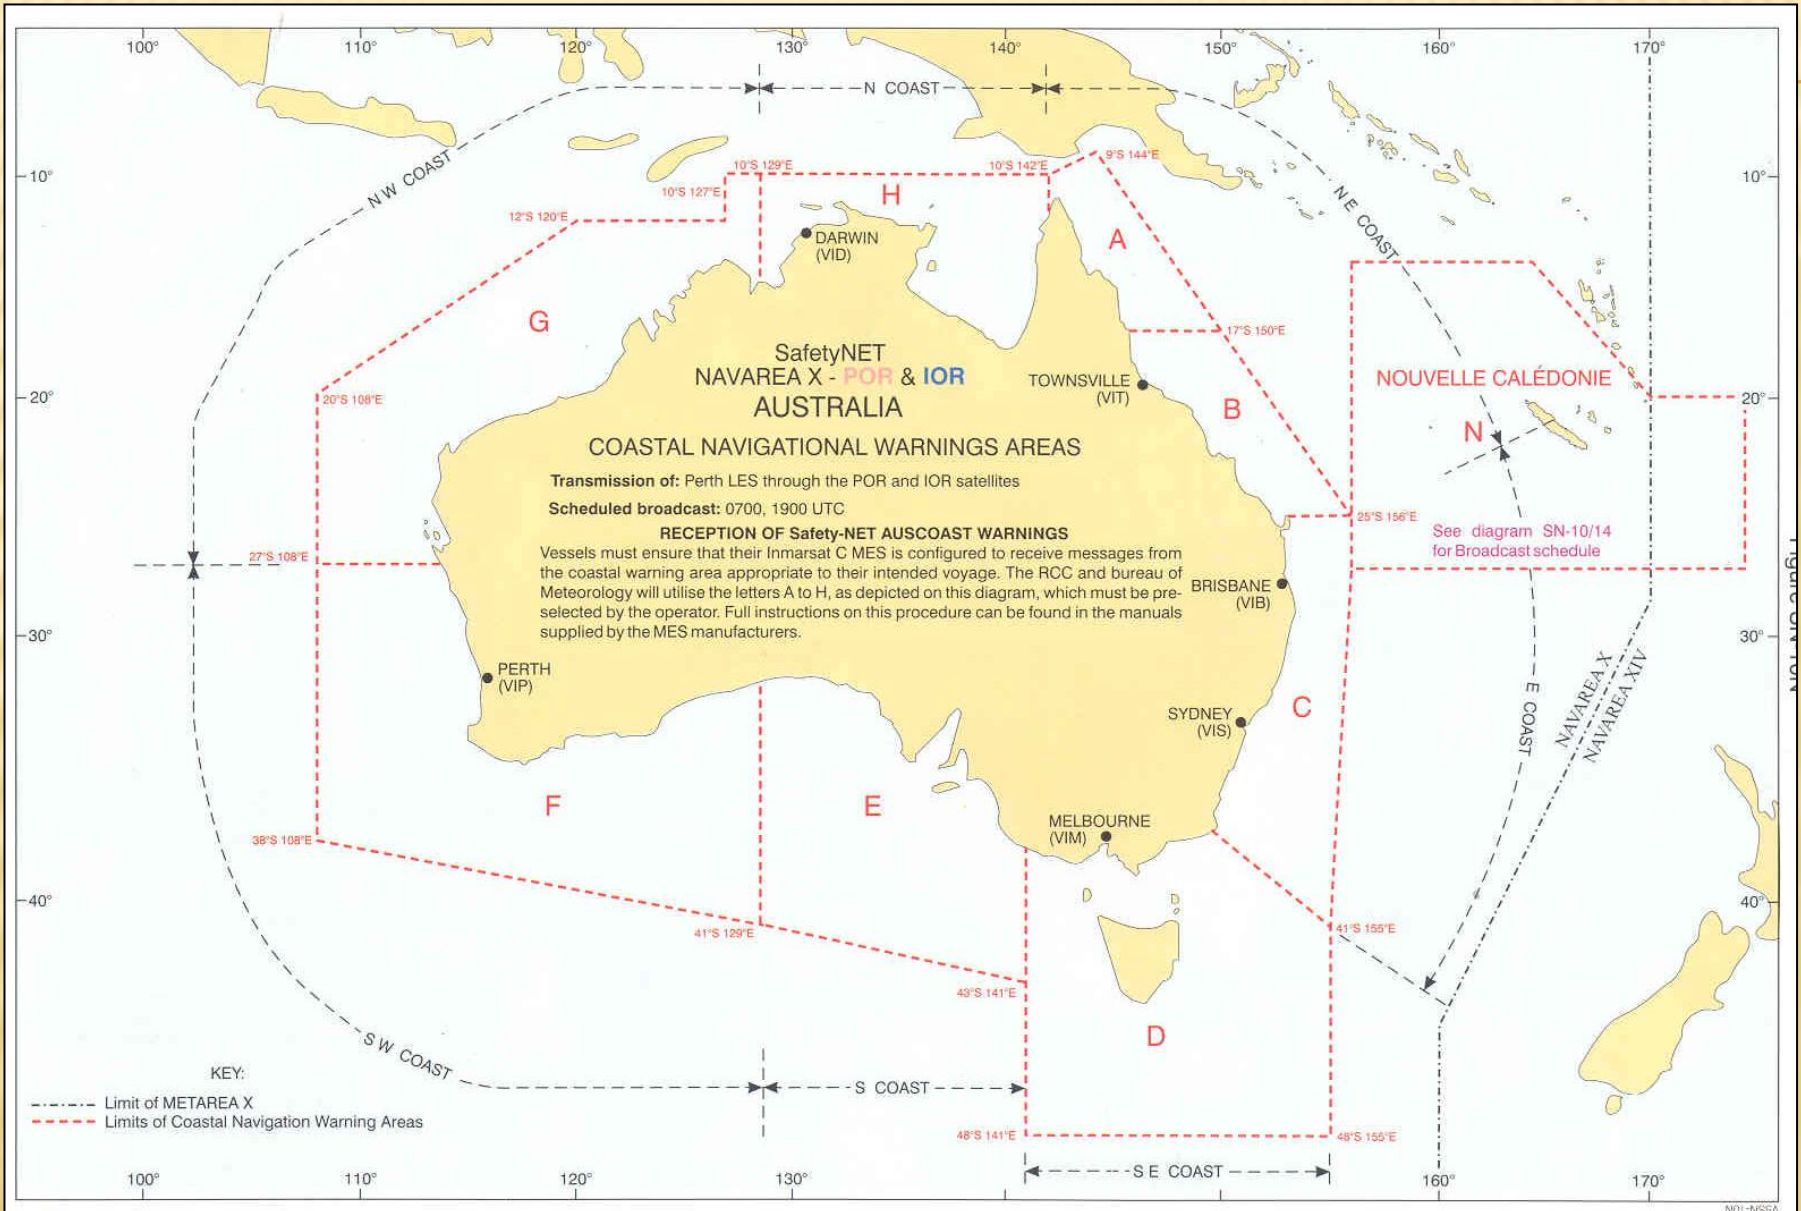 100° 110° 120° 130° 140° 150° 160° 170°
N COAST
NW COAST
NE COAST
10° 10°
10°S 129°E
10°S 142°E
9°S 144°E
10°S 127°E
12°S 120°E
H
A
DARWIN
(VID)
G
17°S 150°E
SafetyNET
NAVAREA X - POR & IOR
AUSTRALIA
TOWNSVILLE
(VIT)
NOUVELLE CALÉDONIE
20° 20°
20°S 108°E
B
N
COASTAL NAVIGATIONAL WARNINGS AREAS
Transmission of: Perth LES through the POR and IOR satellites
Scheduled broadcast: 0700, 1900 UTC
25°S 156°E
RECEPTION OF Safety-NET AUSCOAST WARNINGS
Vessels must ensure that their Inmarsat C MES is configured to receive messages from
the coastal warning area appropriate to their intended voyage. The RCC and bureau of
Meteorology will utilise the letters A to H, as depicted on this diagram, which must be pre-
selected by the operator. Full instructions on this procedure can be found in the manuals
supplied by the MES manufacturers.
See diagram SN-10/14
for Broadcast schedule
27°S 108°E
BRISBANE
(VIB)
30° 30°
PERTH
(VIP)
NAVAREA X
NAVAREA XIV
E COAST
SYDNEY
(VIS)
C
F
E
MELBOURNE
(VIM)
38°S 108°E
40° 40°
41°S 129°E
41°S 155°E
43°S 141°E
D
SW COAST
S COAST
KEY:
Limit of METAREA X
Limits of Coastal Navigation Warning Areas
48°S 141°E
48°S 155°E
SE COAST
100° 110° 120° 130° 160° 170°